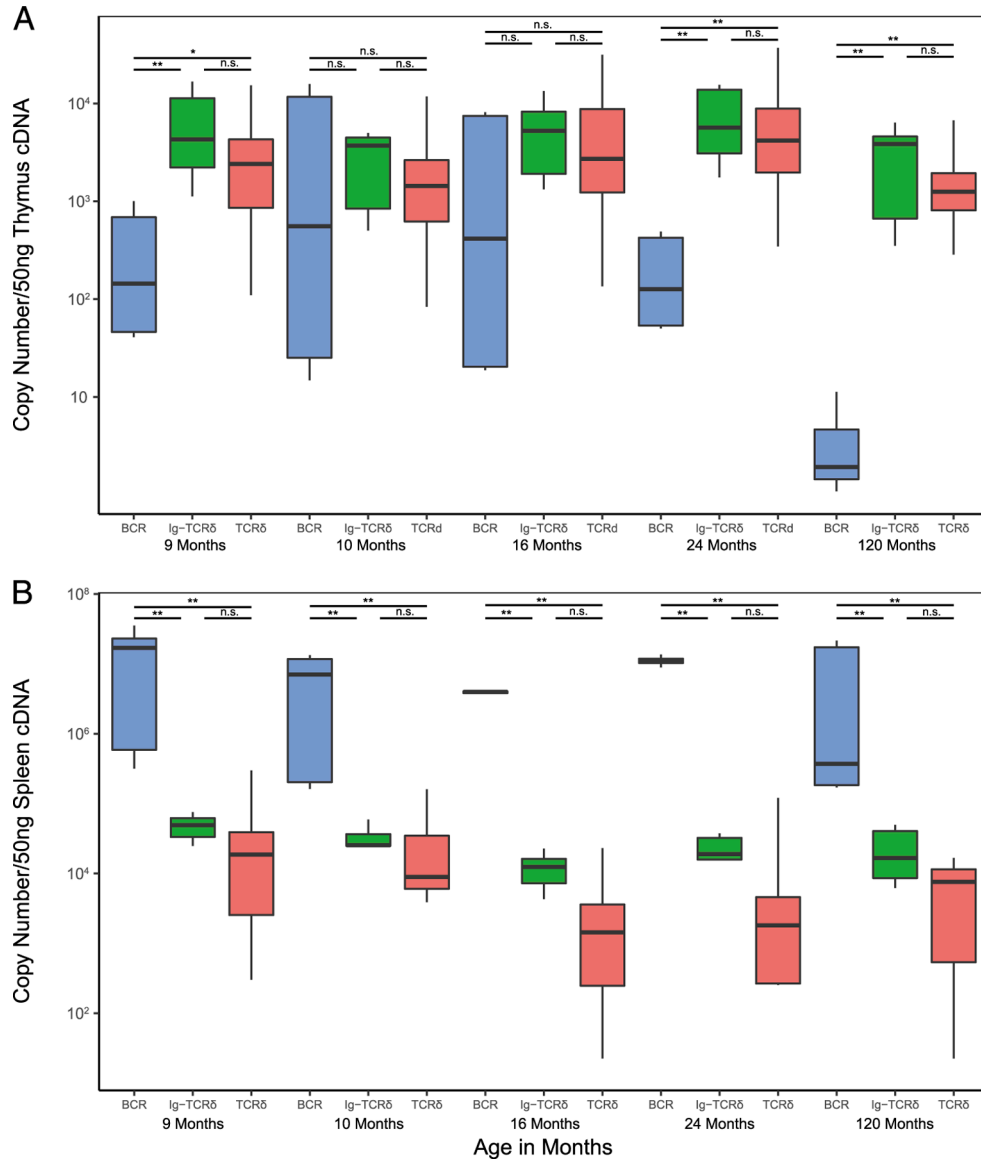 A
Copy Number/50ng Thymus cDNA
10⁴
10³
10²
10
* n.s. n.s. ** **
** n.s. n.s. n.s. n.s. n.s. ** n.s. ** n.s.
BCR Ig-TCRδ TCRδ BCR Ig-TCRδ TCRd BCR Ig-TCRδ TCRd BCR Ig-TCRδ TCRd BCR Ig-TCRδ TCRδ
9 Months 10 Months 16 Months 24 Months 120 Months
B
Copy Number/50ng Spleen cDNA
10⁸
10⁶
10⁴
10²
** ** ** ** **
** n.s. ** n.s. ** n.s. ** n.s. ** n.s.
BCR Ig-TCRδ TCRδ BCR Ig-TCRδ TCRδ BCR Ig-TCRδ TCRδ BCR Ig-TCRδ TCRδ BCR Ig-TCRδ TCRδ
9 Months 10 Months 16 Months 24 Months 120 Months
Age in Months